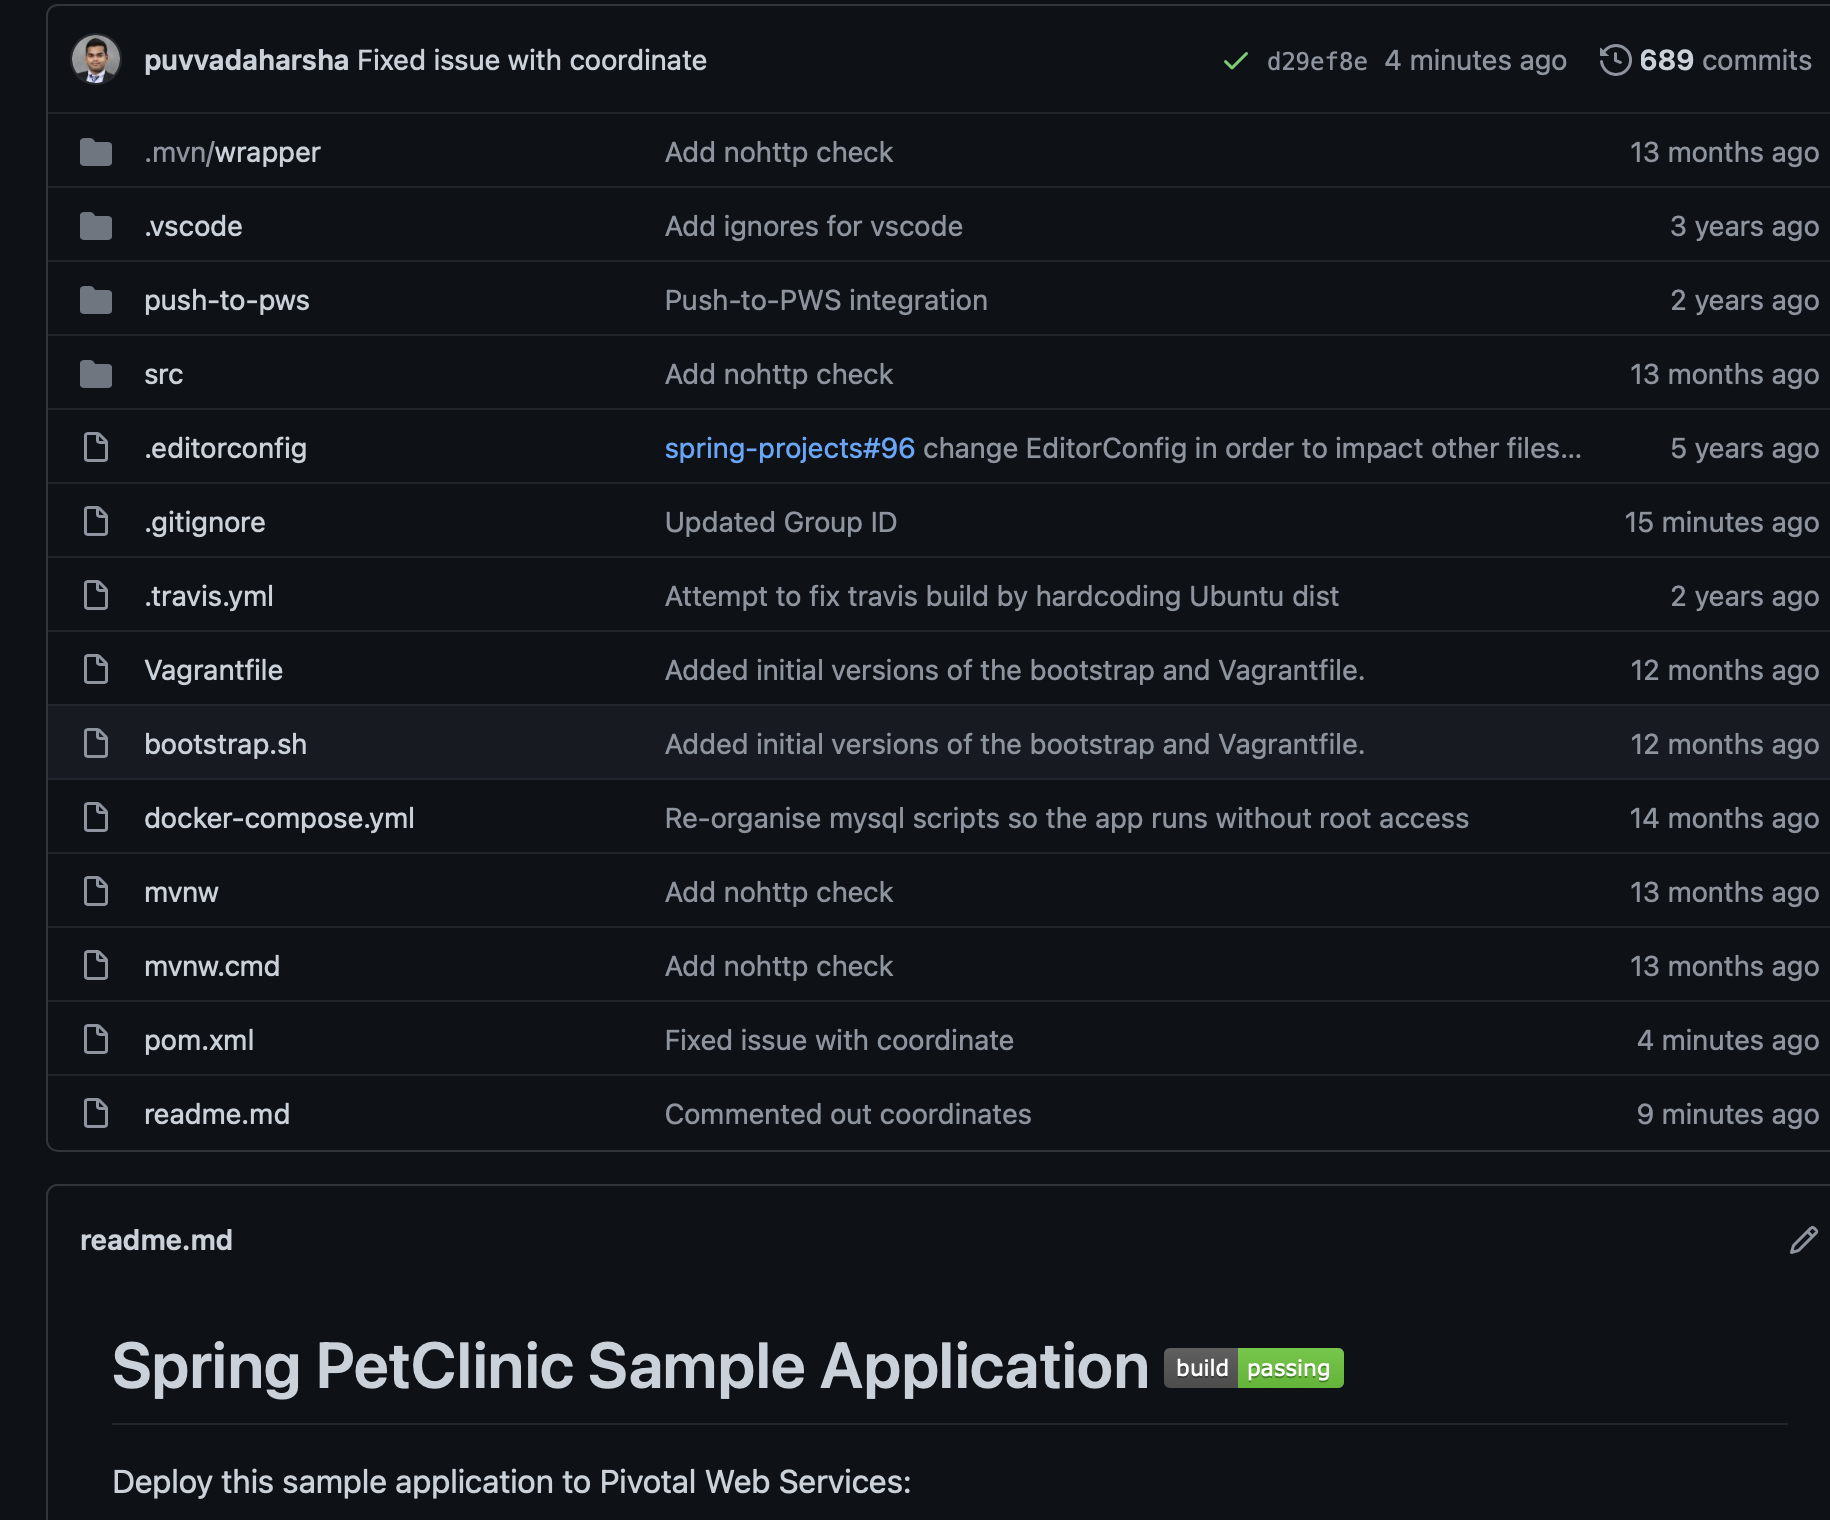 puvvadaharsha Fixed issue with coordinate d29ef8e 4 minutes ago 689 commits
.mvn/wrapper Add nohttp check 13 months ago
.vscode Add ignores for vscode 3 years ago
push-to-pws Push-to-PWS integration 2 years ago
src Add nohttp check 13 months ago
.editorconfig spring-projects#96 change EditorConfig in order to impact other files... 5 years ago
.gitignore Updated Group ID 15 minutes ago
.travis.yml Attempt to fix travis build by hardcoding Ubuntu dist 2 years ago
Vagrantfile Added initial versions of the bootstrap and Vagrantfile. 12 months ago
bootstrap.sh Added initial versions of the bootstrap and Vagrantfile. 12 months ago
docker-compose.yml Re-organise mysql scripts so the app runs without root access 14 months ago
mvnw Add nohttp check 13 months ago
mvnw.cmd Add nohttp check 13 months ago
pom.xml Fixed issue with coordinate 4 minutes ago
readme.md Commented out coordinates 9 minutes ago
readme.md
Spring PetClinic Sample Application build passing
Deploy this sample application to Pivotal Web Services: